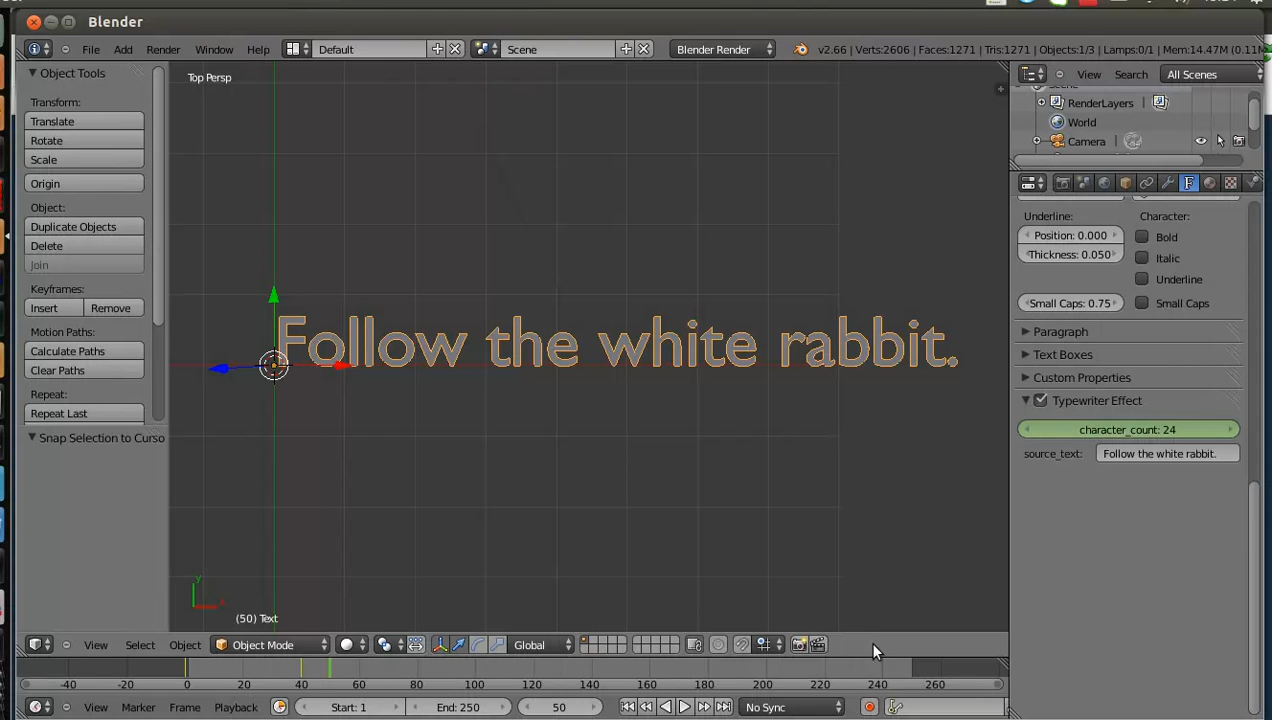 Blender
File Add Render Window Help Default Scene Blender Render v2.66 | Verts:2606 | Faces:1271 | Tris:1271 | Objects:1/3 | Lamps:0/1 | Mem:14.47M (0.11M
Object Tools
Transform:
Translate
Rotate
Scale
Origin
Object:
Duplicate Objects
Delete
Join
Keyframes:
Insert Remove
Motion Paths:
Calculate Paths
Clear Paths
Repeat:
Repeat Last
Snap Selection to Curso
Top Persp
Follow the white rabbit.
y
x
(50) Text
View Search All Scenes
RenderLayers
World
Camera
F
Underline: Character:
Position: 0.000 Bold
Thickness: 0.050 Italic
Underline
Small Caps: 0.75 Small Caps
Paragraph
Text Boxes
Custom Properties
Typewriter Effect
character_count: 24
source_text: Follow the white rabbit.
View Select Object Object Mode Global
-40 -20 0 20 40 60 80 100 120 140 160 180 200 220 240 260
View Marker Frame Playback Start: 1 End: 250 50 No Sync